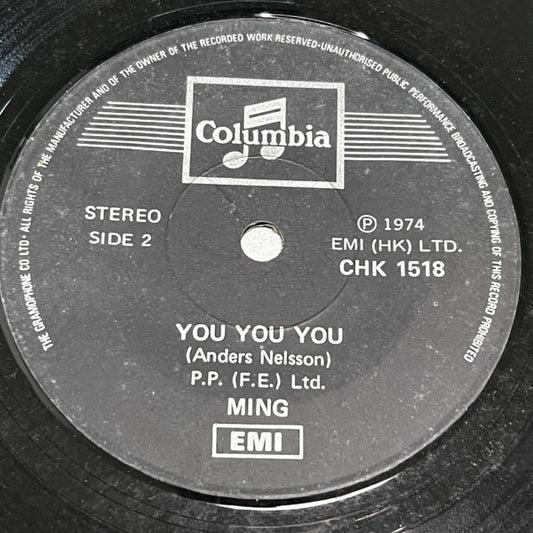 THE GRAMOPHONE CO LTD • ALL RIGHTS OF THE MANUFACTURER AND OF THE OWNER OF THE RECORDED WORK RESERVED-UNAUTHORISED PUBLIC PERFORMANCE BROADCASTING AND COPYING OF THIS RECORD PROHIBITED
Columbia
STEREO
SIDE 2
℗ 1974
EMI (HK) LTD.
CHK 1518
YOU YOU YOU
(Anders Nelsson)
P.P. (F.E.) Ltd.
MING
EMI